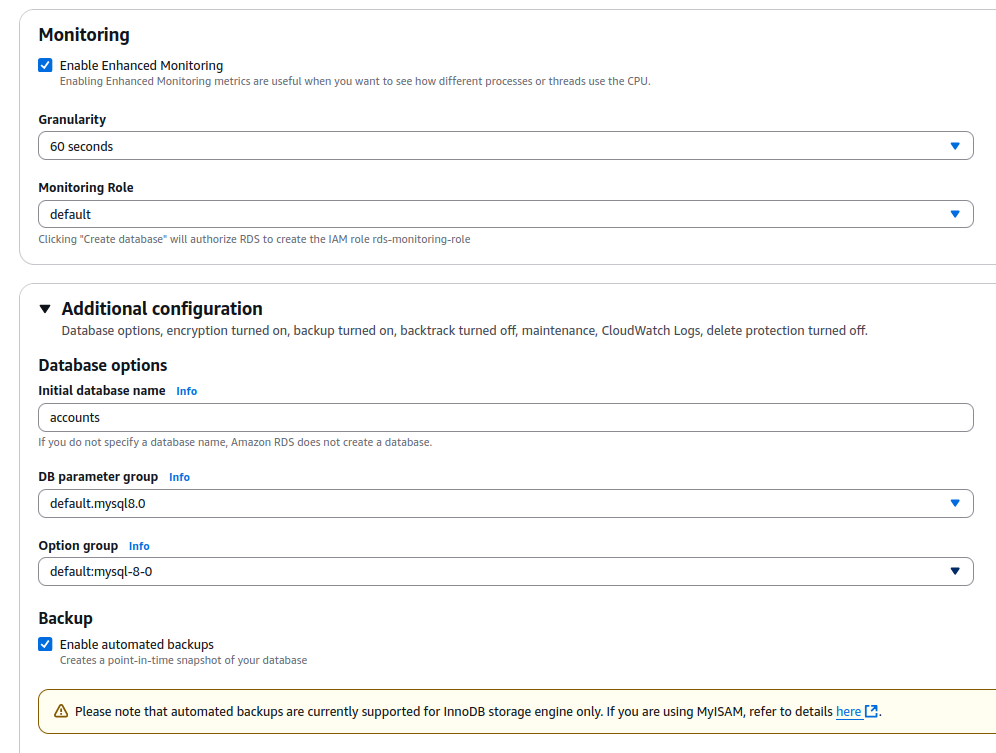 Monitoring
Enable Enhanced Monitoring
Enabling Enhanced Monitoring metrics are useful when you want to see how different processes or threads use the CPU.
Granularity
60 seconds
Monitoring Role
default
Clicking "Create database" will authorize RDS to create the IAM role rds-monitoring-role
Additional configuration
Database options, encryption turned on, backup turned on, backtrack turned off, maintenance, CloudWatch Logs, delete protection turned off.
Database options
Initial database name Info
accounts
If you do not specify a database name, Amazon RDS does not create a database.
DB parameter group Info
default.mysql8.0
Option group Info
default:mysql-8-0
Backup
Enable automated backups
Creates a point-in-time snapshot of your database
Please note that automated backups are currently supported for InnoDB storage engine only. If you are using MyISAM, refer to details here.